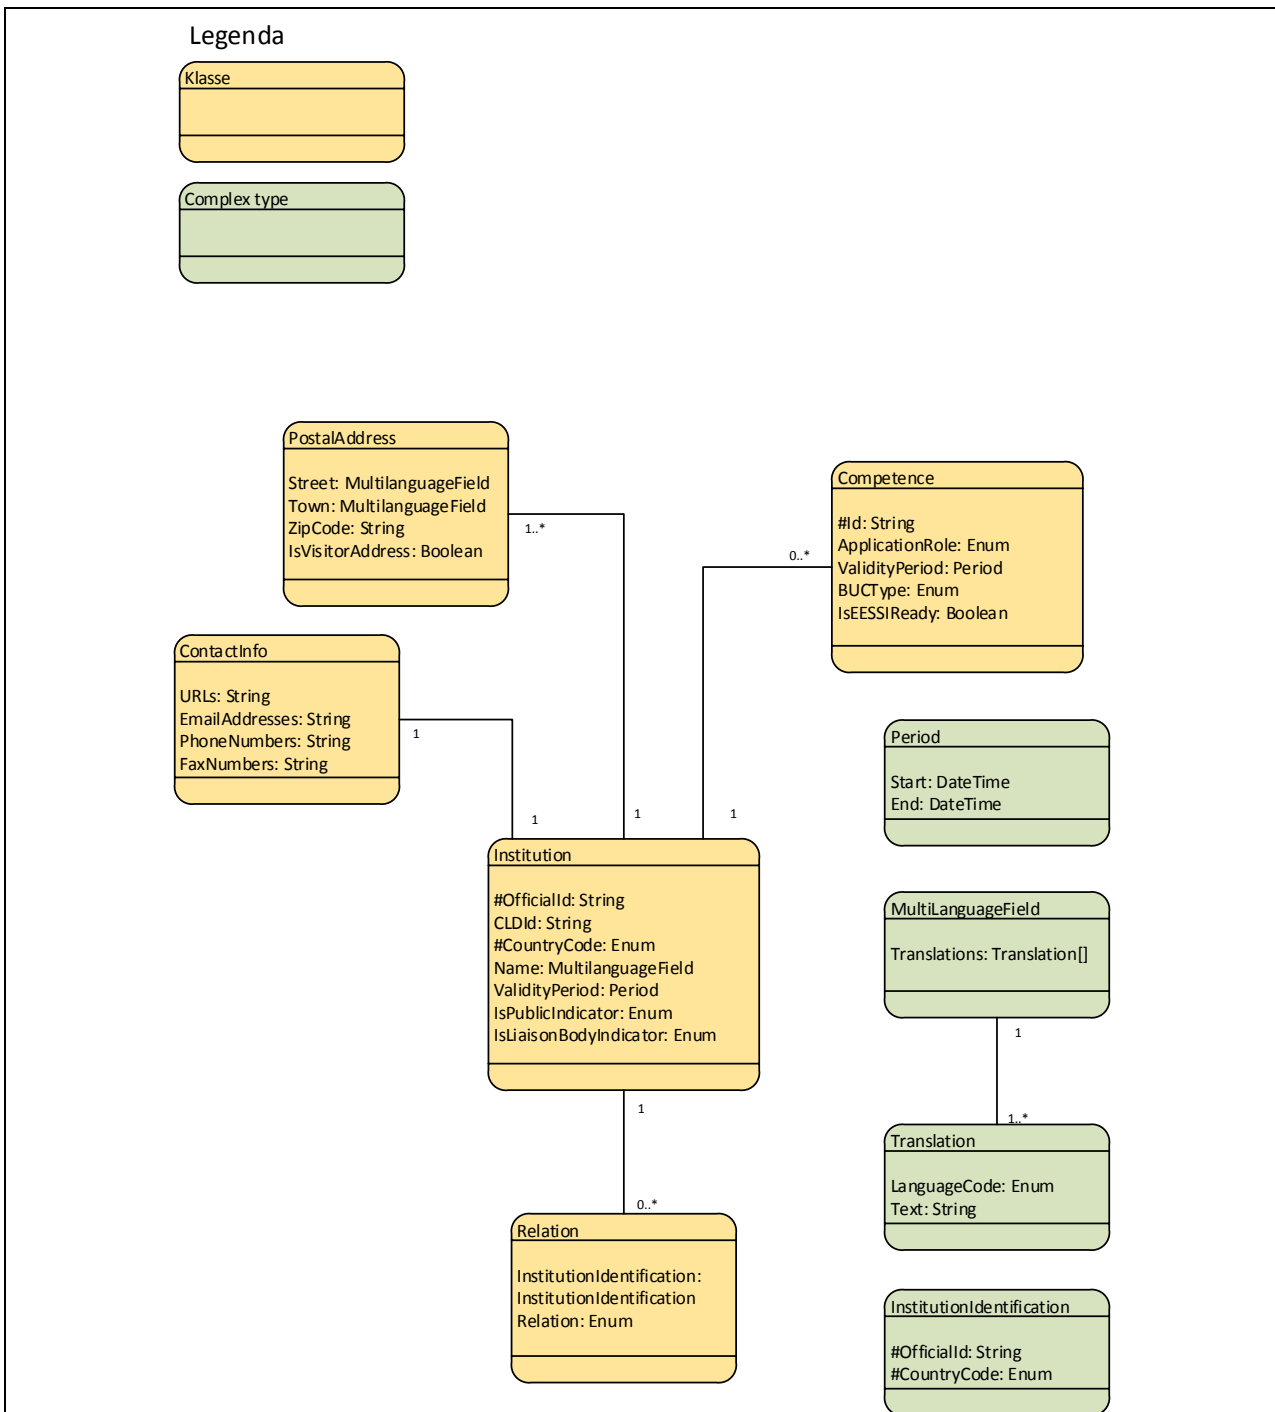 Legenda
Klasse
Complex type
PostalAddress
Street: MultilanguageField
Town: MultilanguageField
ZipCode: String
IsVisitorAddress: Boolean
1..*
Competence
#Id: String
ApplicationRole: Enum
ValidityPeriod: Period
BUCType: Enum
IsEESSIReady: Boolean
0..*
ContactInfo
URLs: String
EmailAddresses: String
PhoneNumbers: String
FaxNumbers: String
1
Period
Start: DateTime
End: DateTime
1
1
1
Institution
#OfficialId: String
CLDId: String
#CountryCode: Enum
Name: MultilanguageField
ValidityPeriod: Period
IsPublicIndicator: Enum
IsLiaisonBodyIndicator: Enum
MultiLanguageField
Translations: Translation[]
1
1..*
Translation
LanguageCode: Enum
Text: String
1
0..*
Relation
InstitutionIdentification:
InstitutionIdentification
Relation: Enum
InstitutionIdentification
#OfficialId: String
#CountryCode: Enum